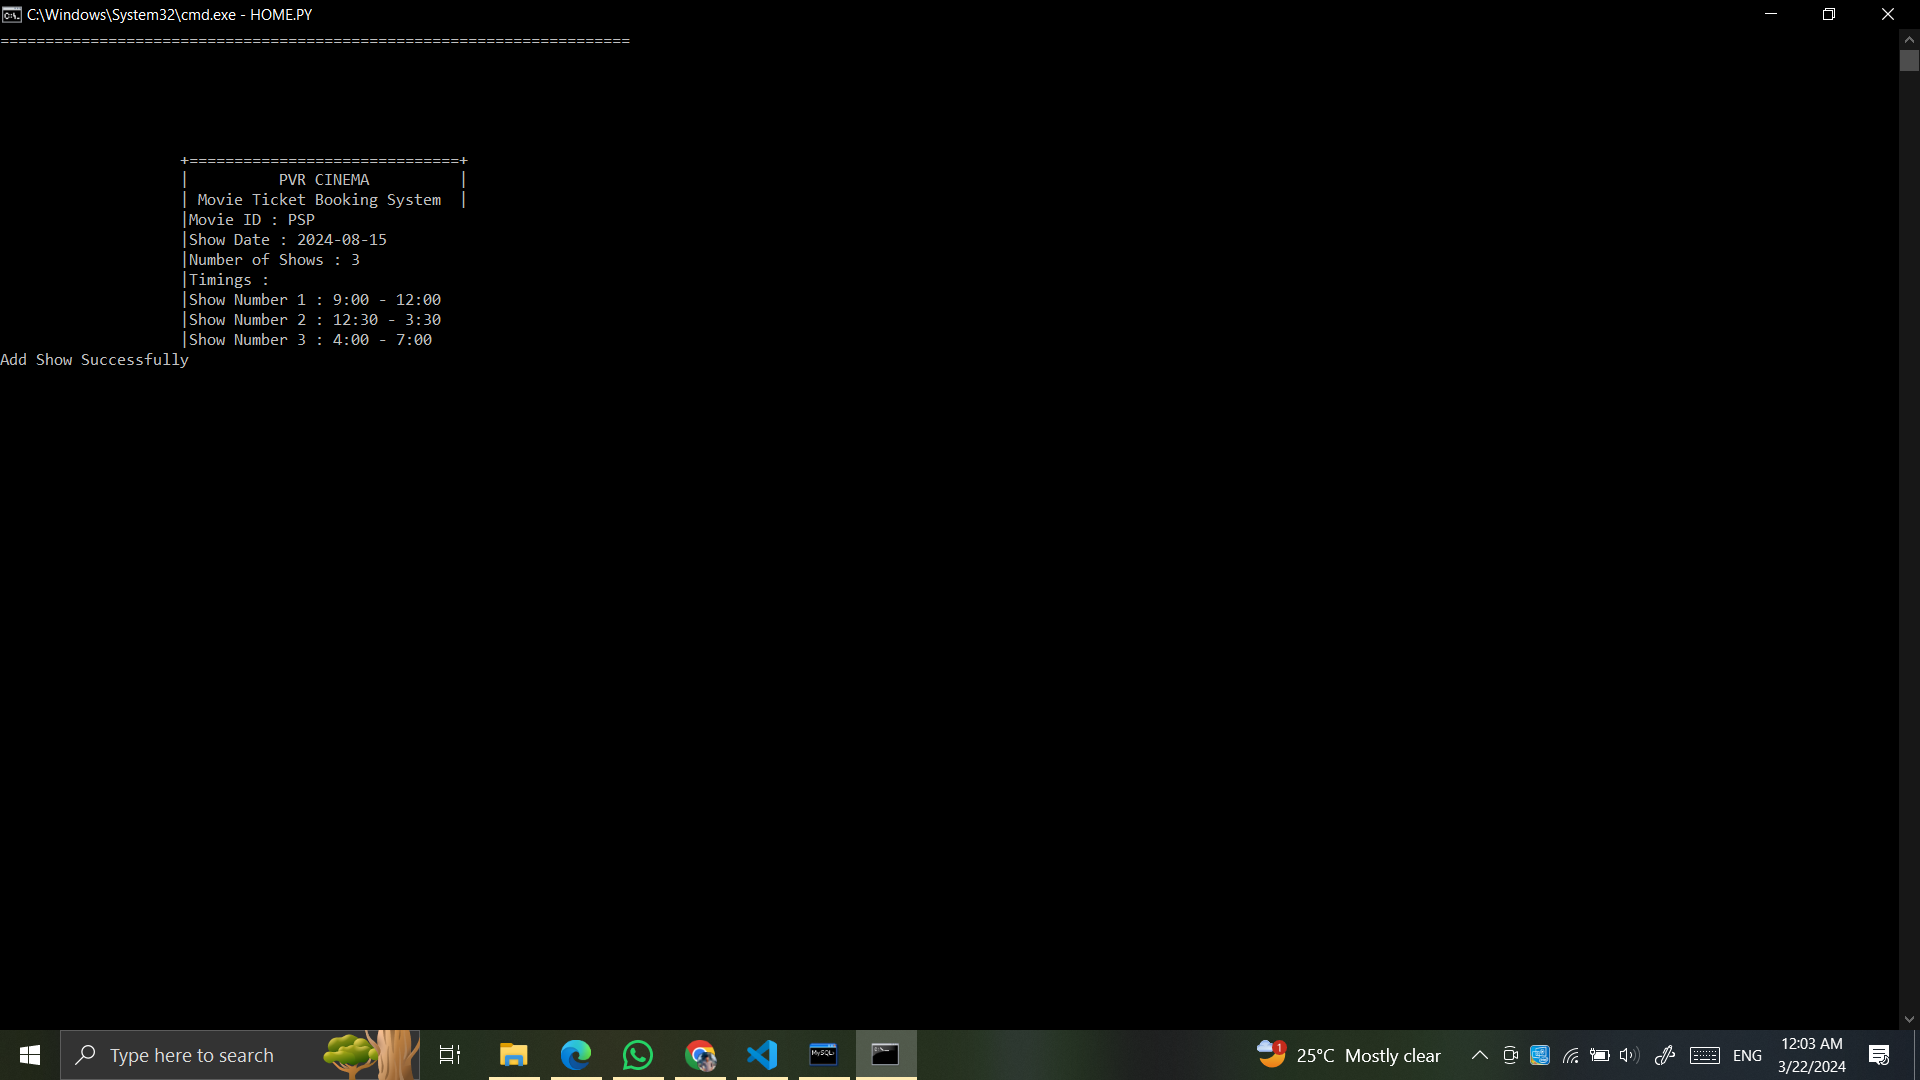 C:\Windows\System32\cmd.exe - HOME.PY
======================================================================
+==============================+
| PVR CINEMA |
| Movie Ticket Booking System |
|Movie ID : PSP
|Show Date : 2024-08-15
|Number of Shows : 3
|Timings :
|Show Number 1 : 9:00 - 12:00
|Show Number 2 : 12:30 - 3:30
|Show Number 3 : 4:00 - 7:00
Add Show Successfully
Type here to search
MySQL
1
25°C Mostly clear
ENG
12:03 AM
3/22/2024